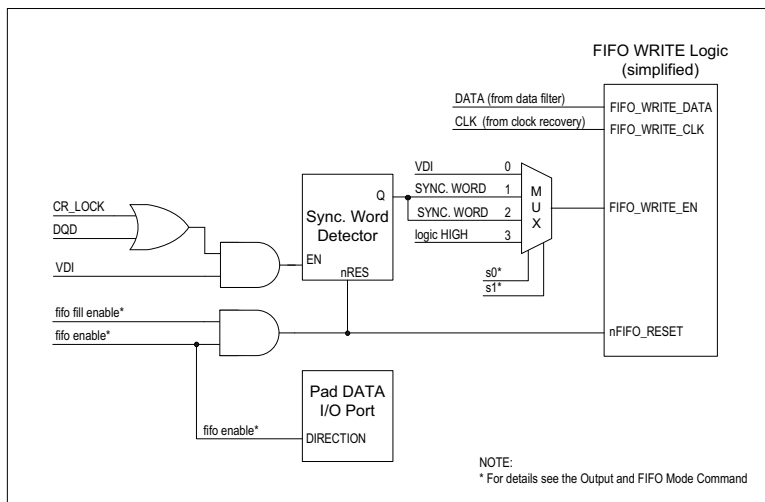 FIFO WRITE Logic
(simplified)
DATA (from data filter)
FIFO_WRITE_DATA
CLK (from clock recovery)
FIFO_WRITE_CLK
VDI 0
SYNC. WORD 1
SYNC. WORD 2
logic HIGH 3
MUX
FIFO_WRITE_EN
s0*
s1*
CR_LOCK
DQD
VDI
Q
Sync. Word
Detector
EN
nRES
fifo fill enable*
fifo enable*
nFIFO_RESET
Pad DATA
I/O Port
fifo enable*
DIRECTION
NOTE:
* For details see the Output and FIFO Mode Command